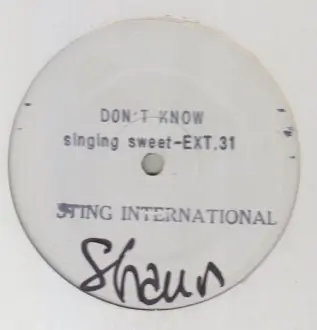 DON'T KNOW
singing sweet-EXT.31
STING INTERNATIONAL
Shaun